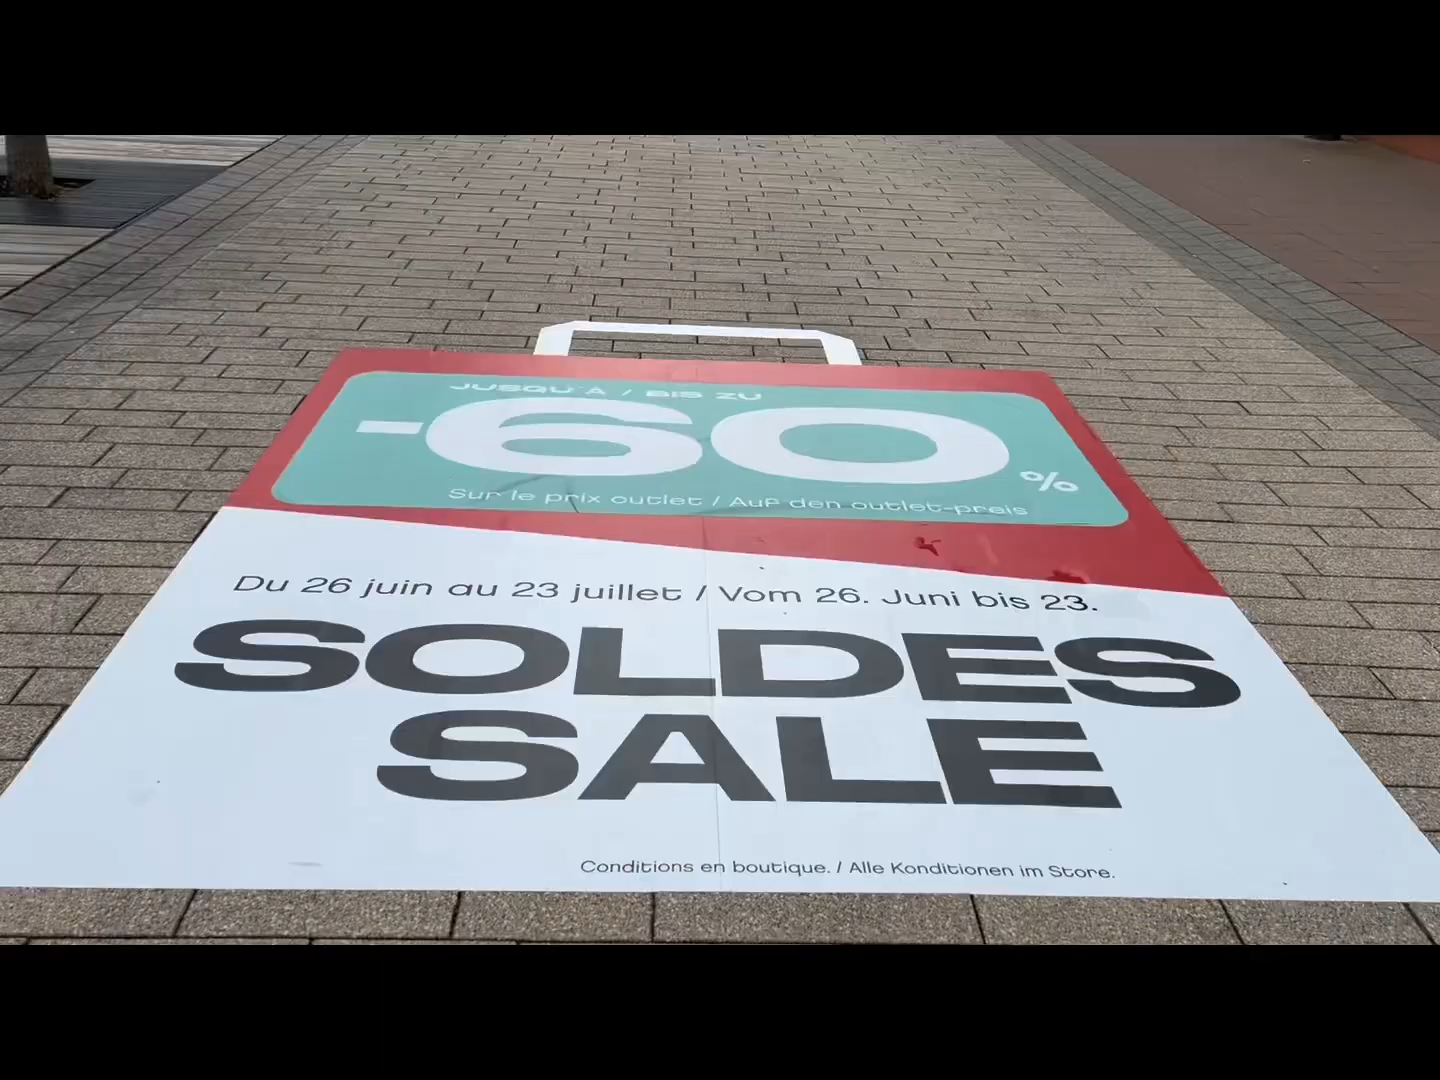 JUSQU'À / BIS ZU
-60 %
Sur le prix outlet / Auf den outlet-preis
Du 26 juin au 23 juillet / Vom 26. Juni bis 23.
SOLDES
SALE
Conditions en boutique. / Alle Konditionen im Store.